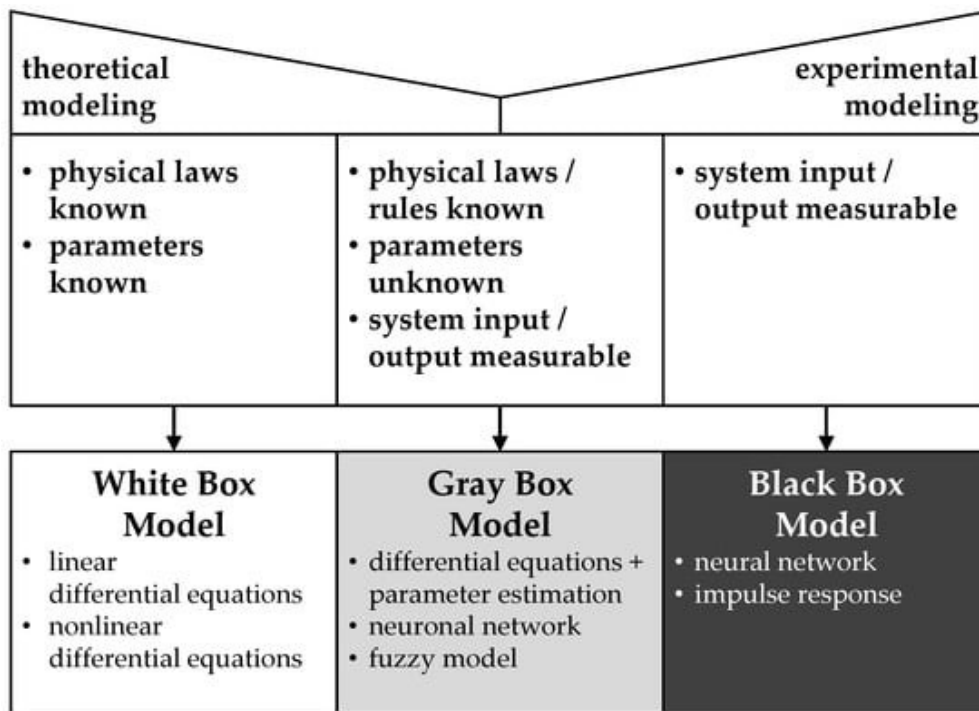 theoretical
modeling
experimental
modeling
• physical laws
known
• parameters
known
• physical laws /
rules known
• parameters
unknown
• system input /
output measurable
• system input /
output measurable
White Box
Model
• linear
differential equations
• nonlinear
differential equations
Gray Box
Model
• differential equations +
parameter estimation
• neuronal network
• fuzzy model
Black Box
Model
• neural network
• impulse response